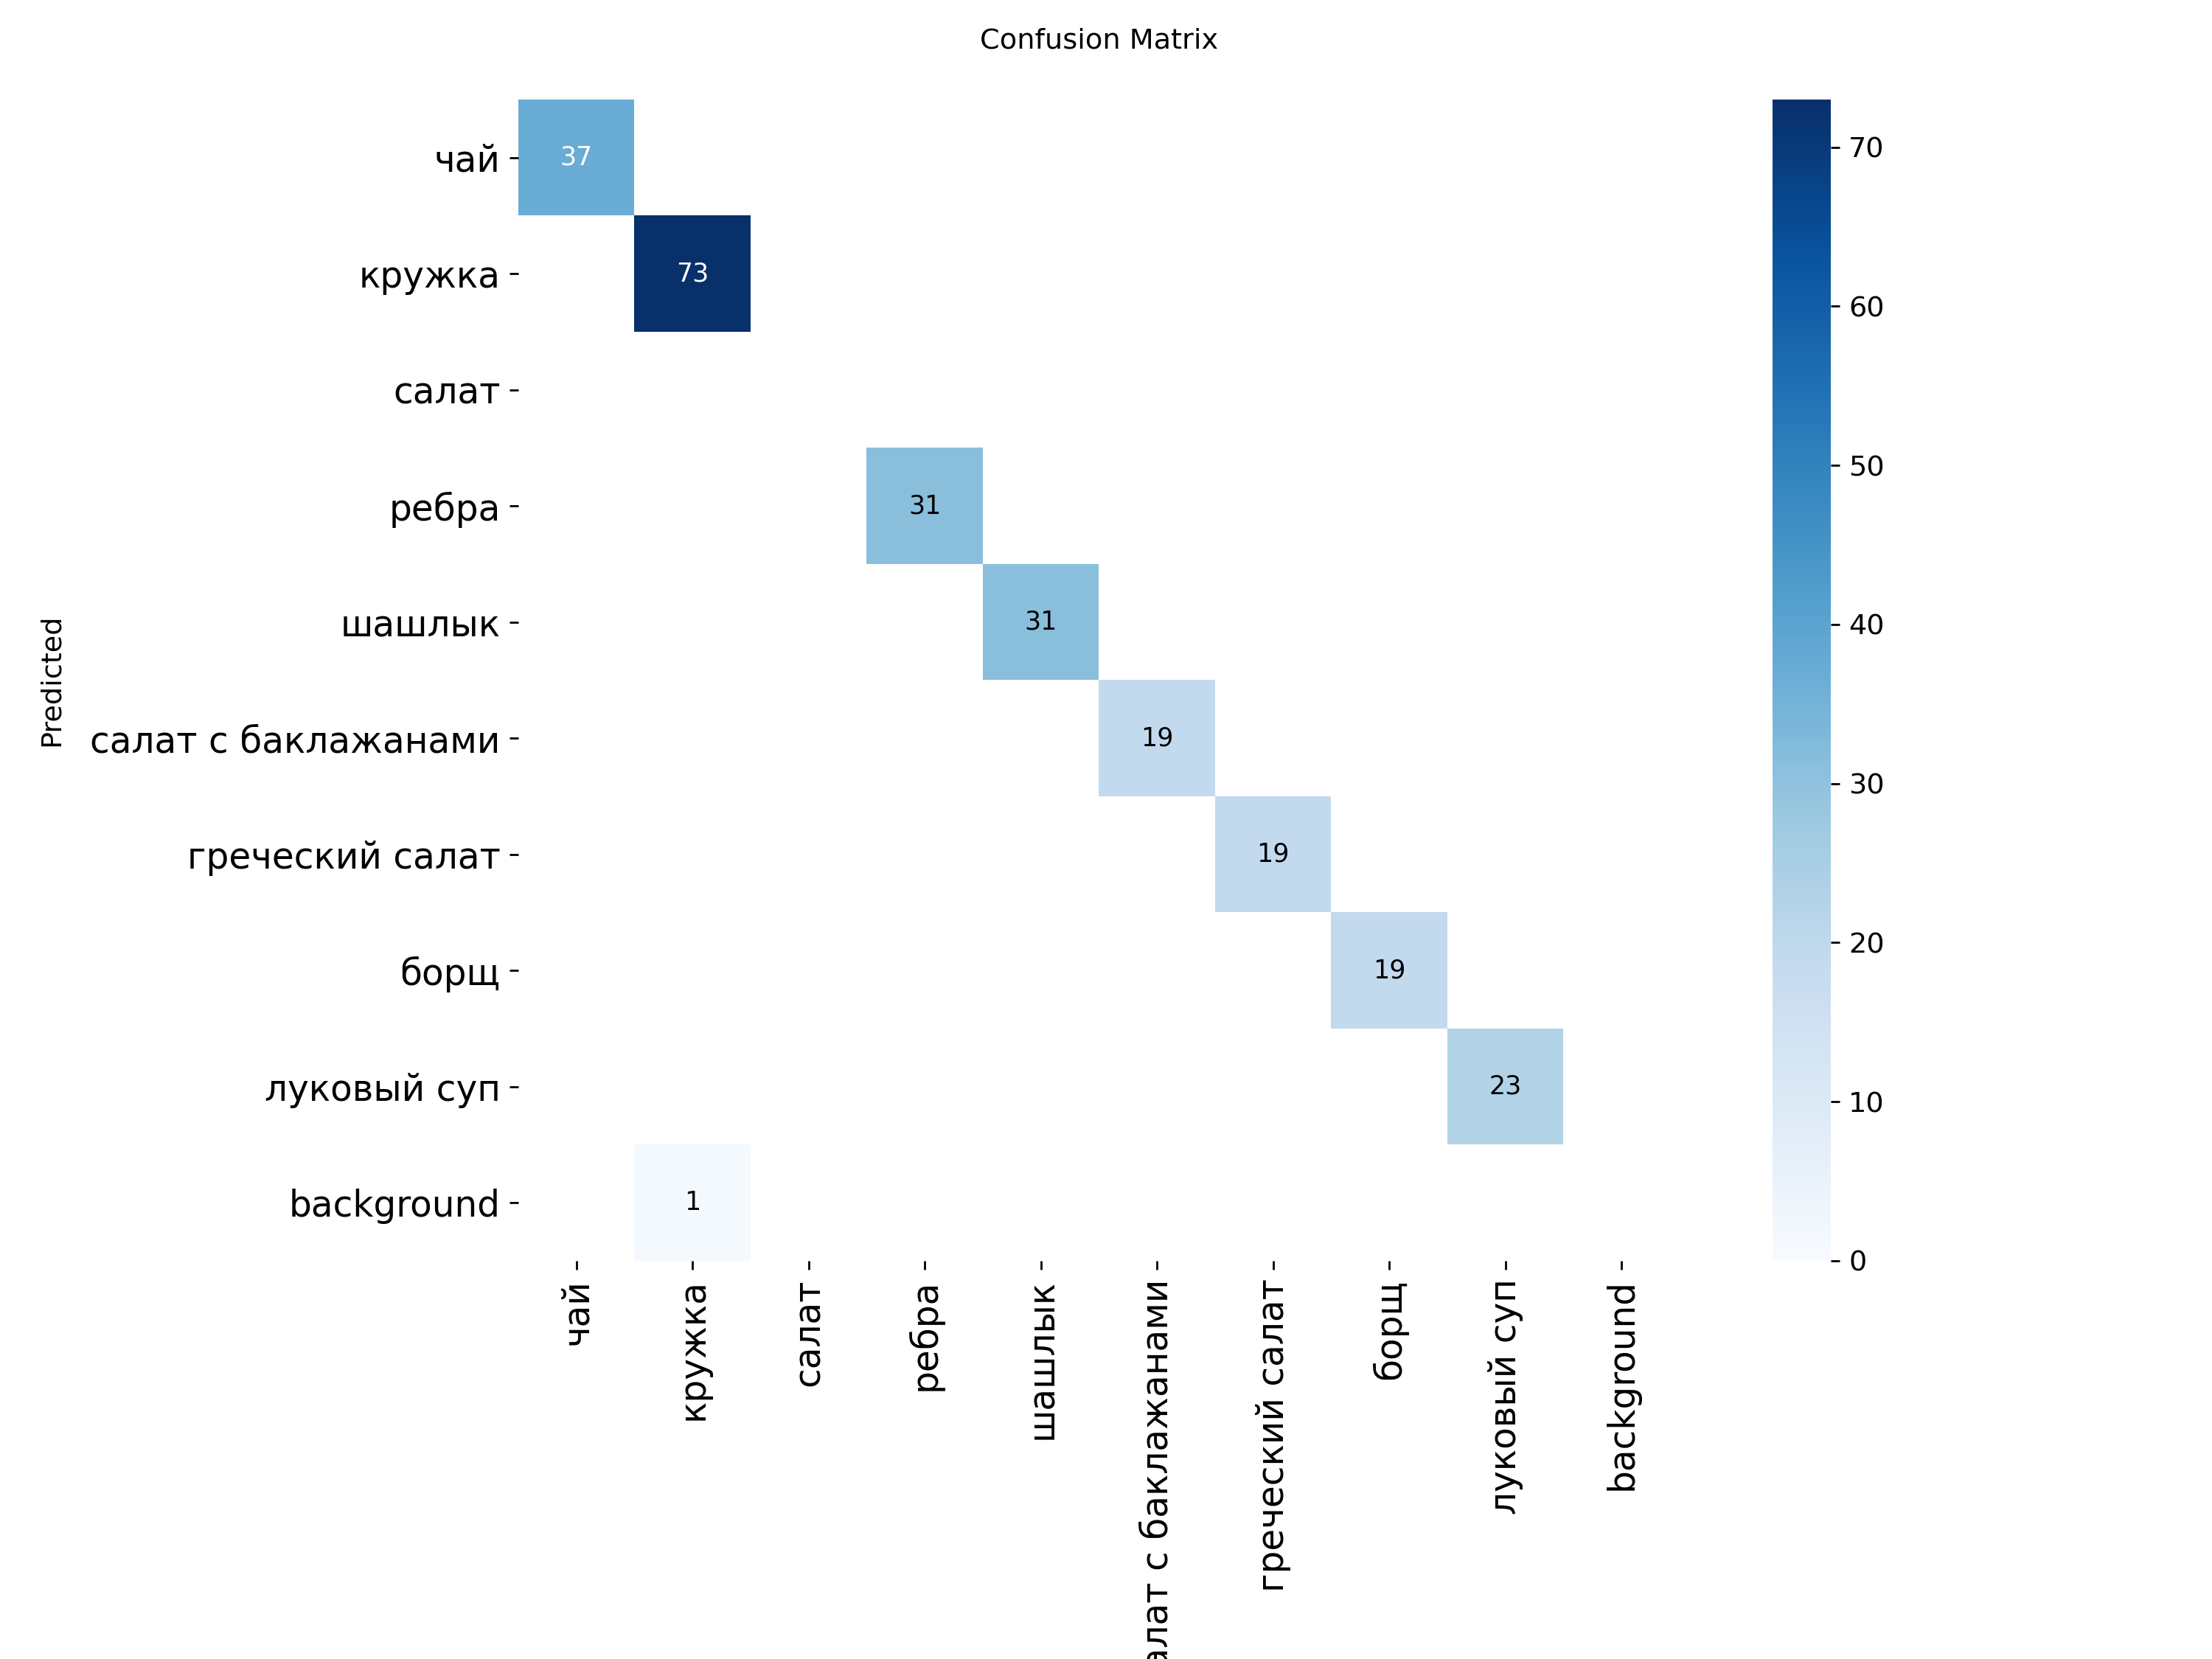 Confusion Matrix
Predicted
чай
кружка
салат
ребра
шашлык
салат с баклажанами
греческий салат
борщ
луковый суп
background
37
73
31
31
19
19
19
23
1
чай
кружка
салат
ребра
шашлык
алат с баклажанами
греческий салат
борщ
луковый суп
background
70
60
50
40
30
20
10
0